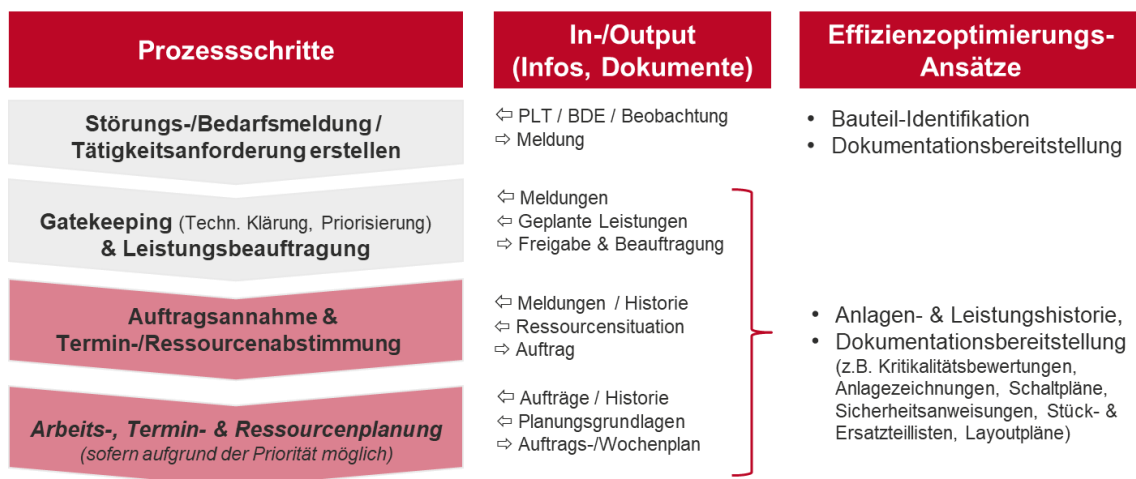 Prozessschritte
In-/Output
(Infos, Dokumente)
Effizienzoptimierungs-
Ansätze
Störungs-/Bedarfsmeldung /
Tätigkeitsanforderung erstellen
⇦ PLT / BDE / Beobachtung
⇨ Meldung
• Bauteil-Identifikation
• Dokumentationsbereitstellung
Gatekeeping (Techn. Klärung, Priorisierung)
& Leistungsbeauftragung
⇦ Meldungen
⇦ Geplante Leistungen
⇨ Freigabe & Beauftragung
Auftragsannahme &
Termin-/Ressourcenabstimmung
⇦ Meldungen / Historie
⇦ Ressourcensituation
⇨ Auftrag
Arbeits-, Termin- & Ressourcenplanung
(sofern aufgrund der Priorität möglich)
⇦ Aufträge / Historie
⇦ Planungsgrundlagen
⇨ Auftrags-/Wochenplan
• Anlagen- & Leistungshistorie,
• Dokumentationsbereitstellung
(z.B. Kritikalitätsbewertungen,
Anlagezeichnungen, Schaltpläne,
Sicherheitsanweisungen, Stück- &
Ersatzteillisten, Layoutpläne)